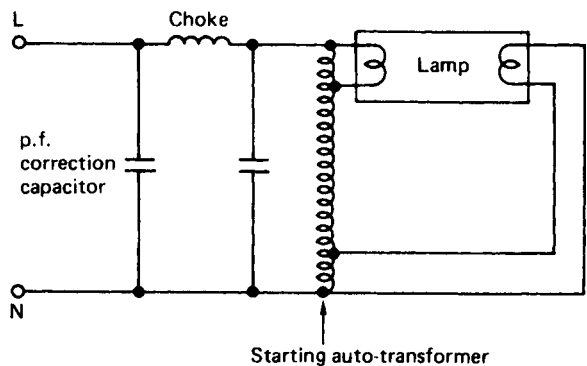 L
Choke
Lamp
p.f.
correction
capacitor
N
Starting auto-transformer